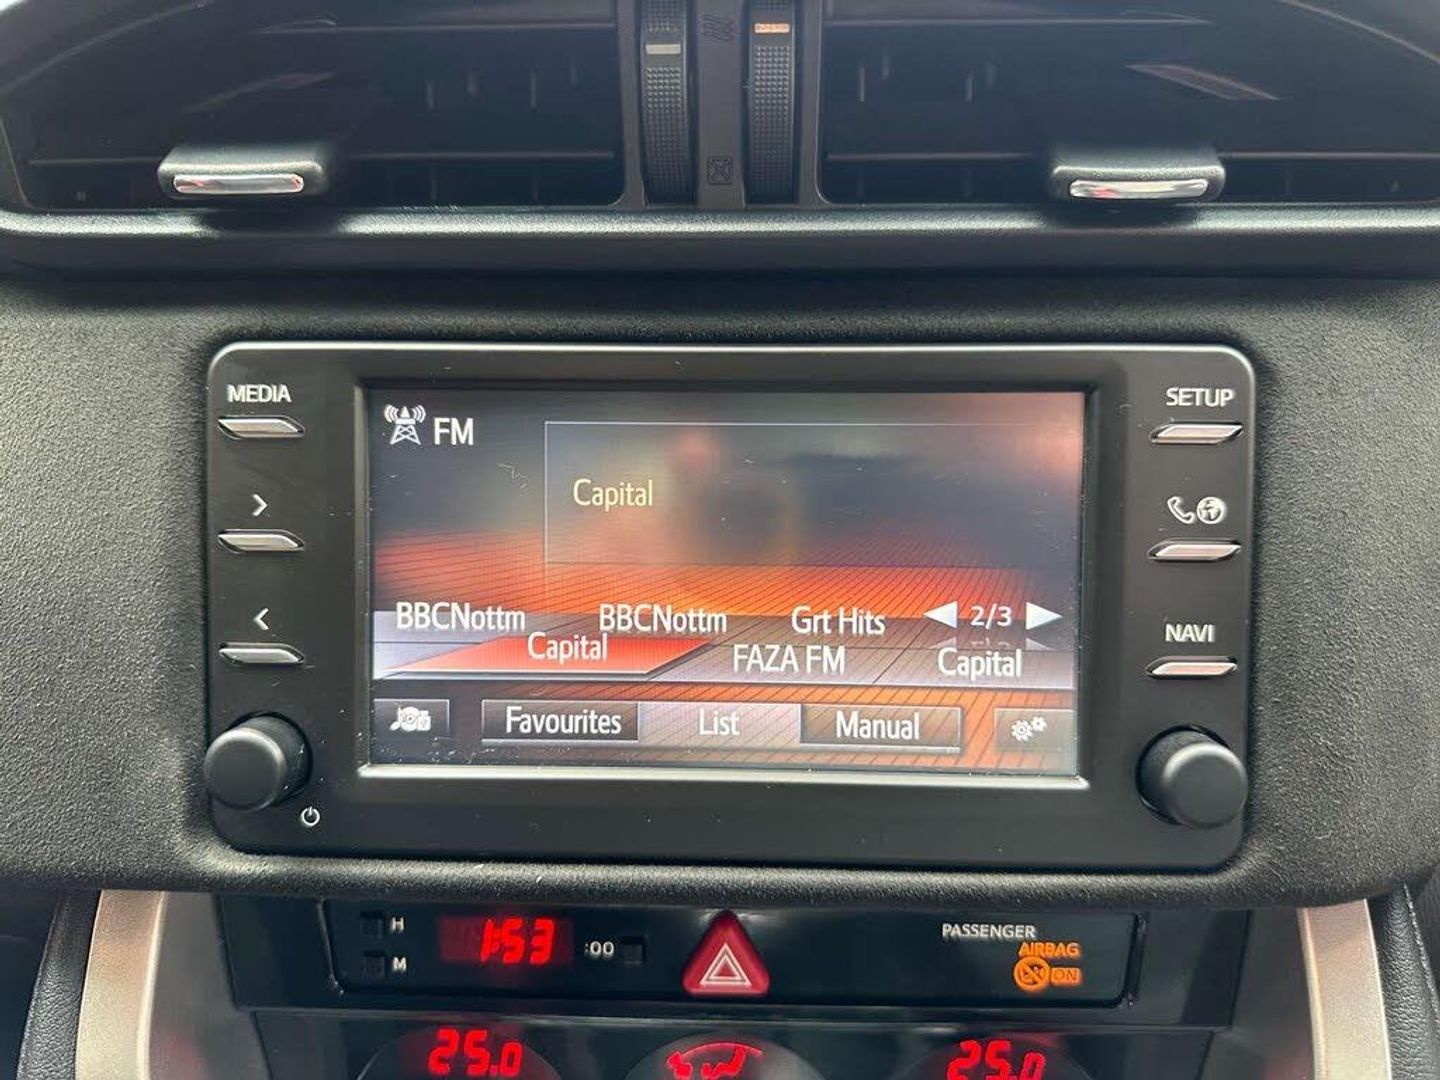 MEDIA
SETUP
FM
Capital
BBCNottm BBCNottm Grt Hits 2/3
Capital FAZA FM Capital
NAVI
Favourites List Manual
H
1:53 :00
M
PASSENGER
AIRBAG
ON
25.0 25.0